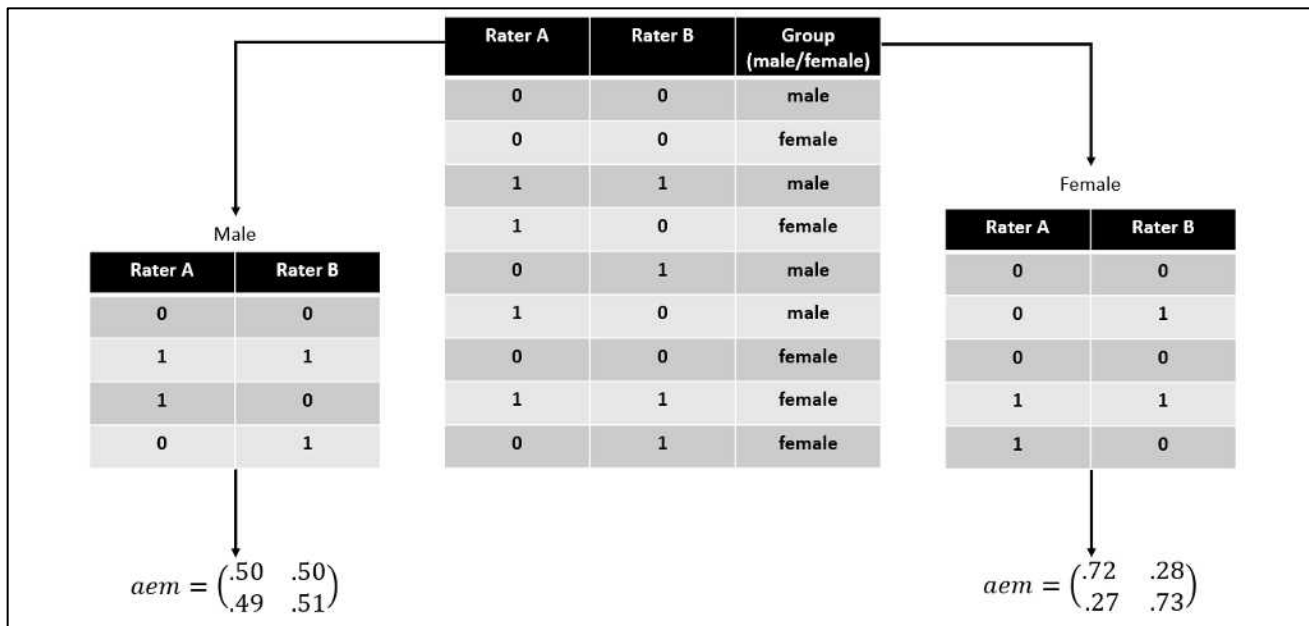 Rater A Rater B Group
(male/female)
0 0 male
0 0 female
1 1 male
1 0 female
0 1 male
1 0 male
0 0 female
1 1 female
0 1 female
Male
Rater A Rater B
0 0
1 1
1 0
0 1
aem = (.50 .50
.49 .51)
Female
Rater A Rater B
0 0
0 1
0 0
1 1
1 0
aem = (.72 .28
.27 .73)